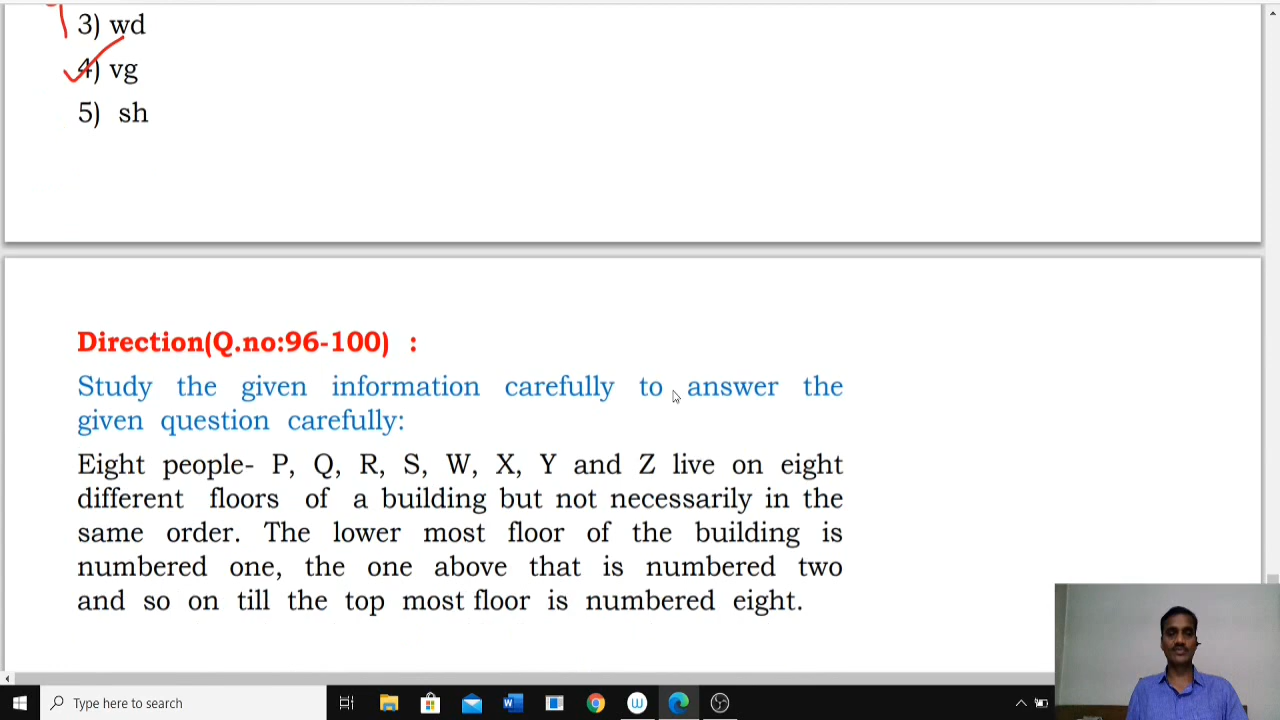 3) wd
4) vg
5) sh
Direction(Q.no:96-100) :
Study the given information carefully to answer the
given question carefully:
Eight people- P, Q, R, S, W, X, Y and Z live on eight
different floors of a building but not necessarily in the
same order. The lower most floor of the building is
numbered one, the one above that is numbered two
and so on till the top most floor is numbered eight.
Type here to search